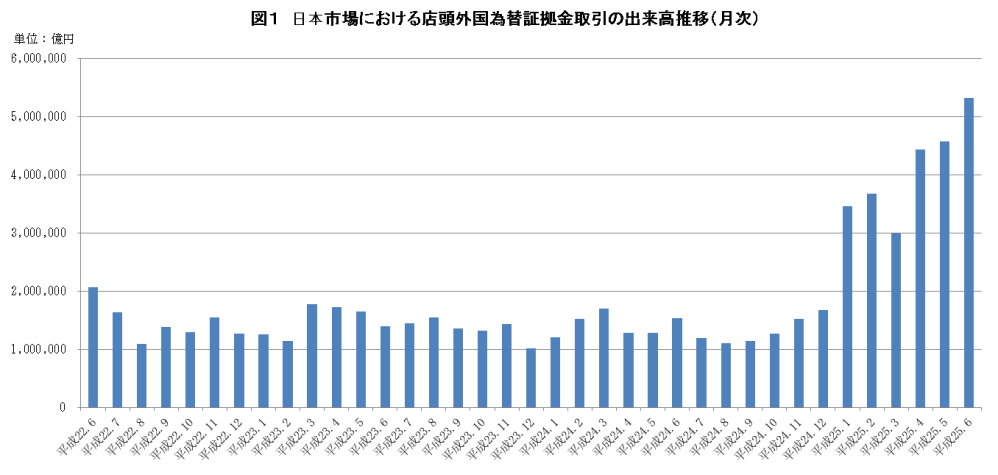 図1 日本市場における店頭外国為替証拠金取引の出来高推移(月次)
単位:億円
6,000,000
5,000,000
4,000,000
3,000,000
2,000,000
1,000,000
0
平成22.6
平成22.7
平成22.8
平成22.9
平成22.10
平成22.11
平成22.12
平成23.1
平成23.2
平成23.3
平成23.4
平成23.5
平成23.6
平成23.7
平成23.8
平成23.9
平成23.10
平成23.11
平成23.12
平成24.1
平成24.2
平成24.3
平成24.4
平成24.5
平成24.6
平成24.7
平成24.8
平成24.9
平成24.10
平成24.11
平成24.12
平成25.1
平成25.2
平成25.3
平成25.4
平成25.5
平成25.6